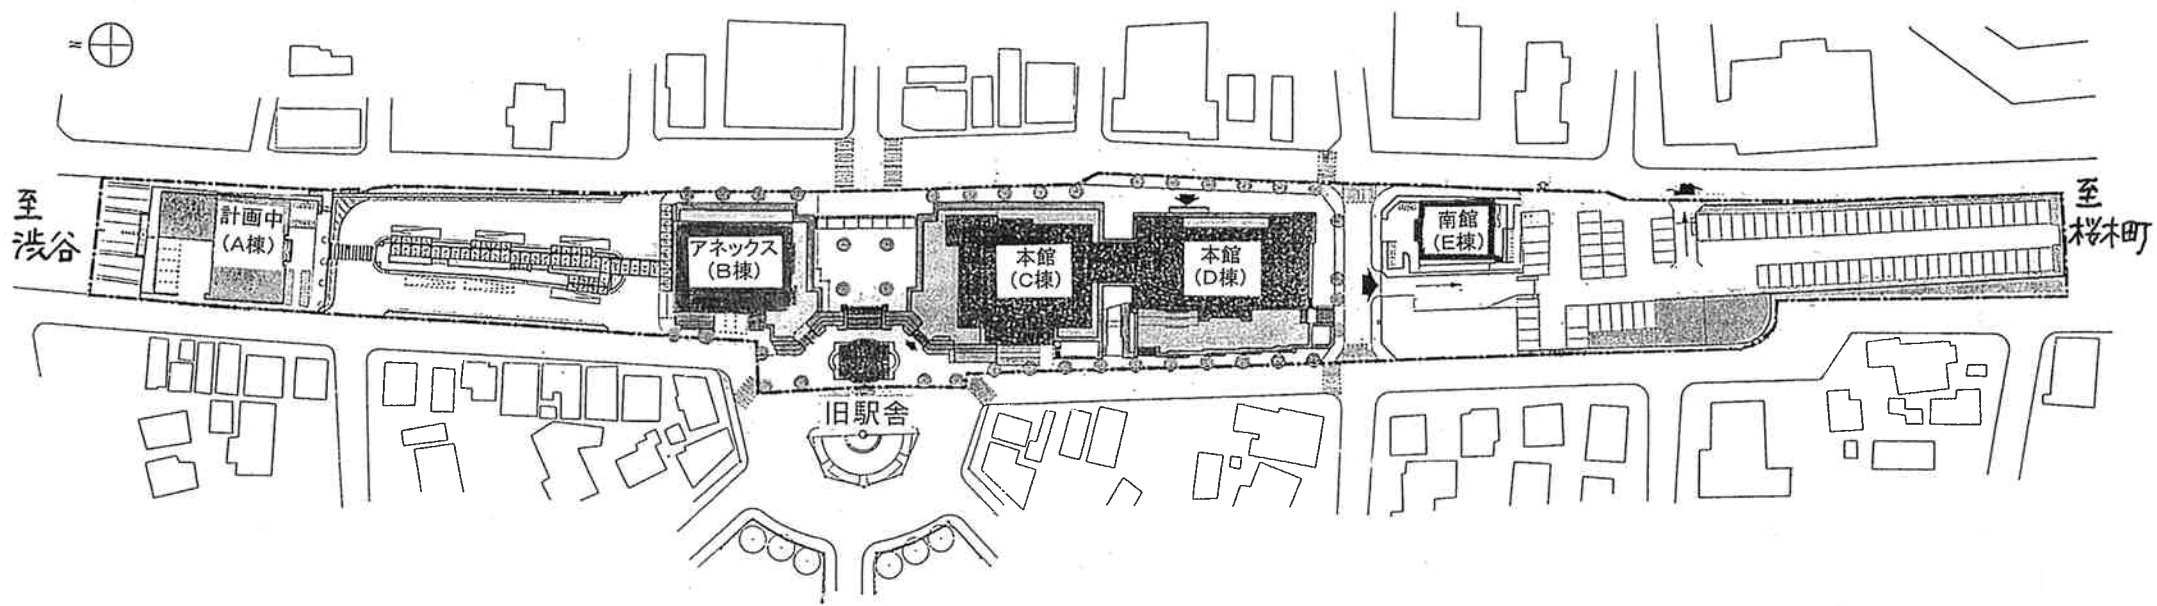 至
渋谷
計画中
(A棟)
アネックス
(B棟)
本館
(C棟)
本館
(D棟)
南館
(E棟)
至
桜木町
旧駅舎